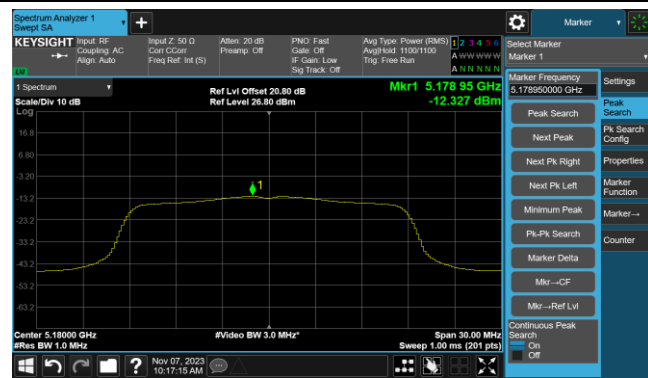 Spectrum Analyzer 1
Swept SA
+
Marker
KEYSIGHT
Input: RF
Coupling: AC
Align: Auto
Input Z: 50 Ω
Corr CCorr
Freq Ref: Int (S)
Atten: 20 dB
Preamp: Off
PNO: Fast
Gate: Off
IF Gain: Low
Sig Track: Off
Avg Type: Power (RMS)
Avg|Hold: 1100/1100
Trig: Free Run
1 2 3 4 5 6
A W W W W W
A N N N N N
LV
Select Marker
Marker 1
1 Spectrum
Scale/Div 10 dB
Log
Ref Lvl Offset 20.80 dB
Ref Level 26.80 dBm
Mkr1 5.178 95 GHz
-12.327 dBm
16.8
6.80
-3.20
-13.2
-23.2
-33.2
-43.2
-53.2
-63.2
1
Center 5.18000 GHz
#Res BW 1.0 MHz
#Video BW 3.0 MHz*
Span 30.00 MHz
Sweep 1.00 ms (201 pts)
Marker Frequency
5.178950000 GHz
Peak Search
Next Peak
Next Pk Right
Next Pk Left
Minimum Peak
Pk-Pk Search
Marker Delta
Mkr→CF
Mkr→Ref Lvl
Continuous Peak
Search
On
Off
Settings
Peak
Search
Pk Search
Config
Properties
Marker
Function
Marker→
Counter
?
Nov 07, 2023
10:17:15 AM